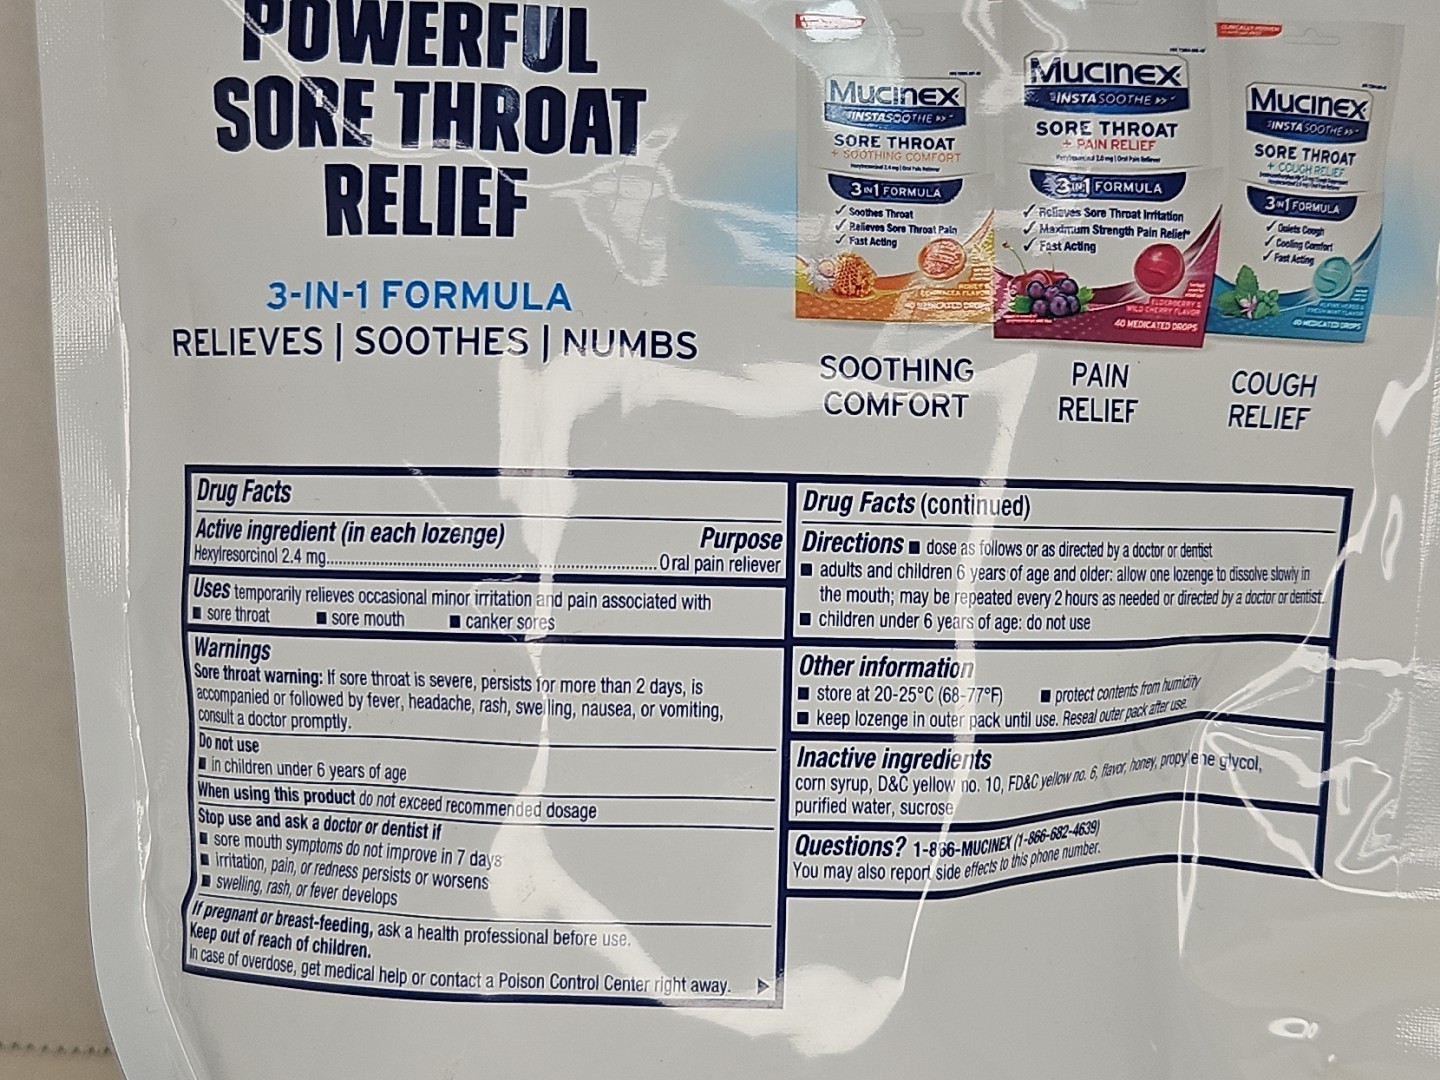 POWERFUL
SORE THROAT
RELIEF
3-IN-1 FORMULA
RELIEVES | SOOTHES | NUMBS
Mucinex
INSTASOOTHE
SORE THROAT
+ SOOTHING COMFORT
3 IN 1 FORMULA
✓ Soothes Throat
✓ Relieves Sore Throat Pain
✓ Fast Acting
HONEY &
ECHINACEA FLAVOR
40 MEDICATED DROPS
SOOTHING
COMFORT
Mucinex
INSTASOOTHE
SORE THROAT
+ PAIN RELIEF
Hexylresorcinol 2.4 mg | Oral Pain Reliever
3 IN 1 FORMULA
✓ Relieves Sore Throat Irritation
✓ Maximum Strength Pain Relief*
✓ Fast Acting
ELDERBERRY &
WILD CHERRY FLAVOR
40 MEDICATED DROPS
PAIN
RELIEF
Mucinex
INSTASOOTHE
SORE THROAT
+ COUGH RELIEF
3 IN 1 FORMULA
✓ Quiets Cough
✓ Cooling Comfort
✓ Fast Acting
FRESH MINT FLAVOR
40 MEDICATED DROPS
COUGH
RELIEF
Drug Facts
Active ingredient (in each lozenge) Purpose
Hexylresorcinol 2.4 mg....Oral pain reliever
Uses temporarily relieves occasional minor irritation and pain associated with
■ sore throat ■ sore mouth ■ canker sores
Warnings
Sore throat warning: If sore throat is severe, persists for more than 2 days, is
accompanied or followed by fever, headache, rash, swelling, nausea, or vomiting,
consult a doctor promptly.
Do not use
■ in children under 6 years of age
When using this product do not exceed recommended dosage
Stop use and ask a doctor or dentist if
■ sore mouth symptoms do not improve in 7 days
■ irritation, pain, or redness persists or worsens
■ swelling, rash, or fever develops
If pregnant or breast-feeding, ask a health professional before use.
Keep out of reach of children.
In case of overdose, get medical help or contact a Poison Control Center right away.
Drug Facts (continued)
Directions ■ dose as follows or as directed by a doctor or dentist
■ adults and children 6 years of age and older: allow one lozenge to dissolve slowly in
the mouth; may be repeated every 2 hours as needed or directed by a doctor or dentist.
■ children under 6 years of age: do not use
Other information
■ store at 20-25°C (68-77°F) ■ protect contents from humidity
■ keep lozenge in outer pack until use. Reseal outer pack after use.
Inactive ingredients
corn syrup, D&C yellow no. 10, FD&C yellow no. 6, flavor, honey, propylene glycol,
purified water, sucrose
Questions? 1-866-MUCINEX (1-866-682-4639)
You may also report side effects to this phone number.